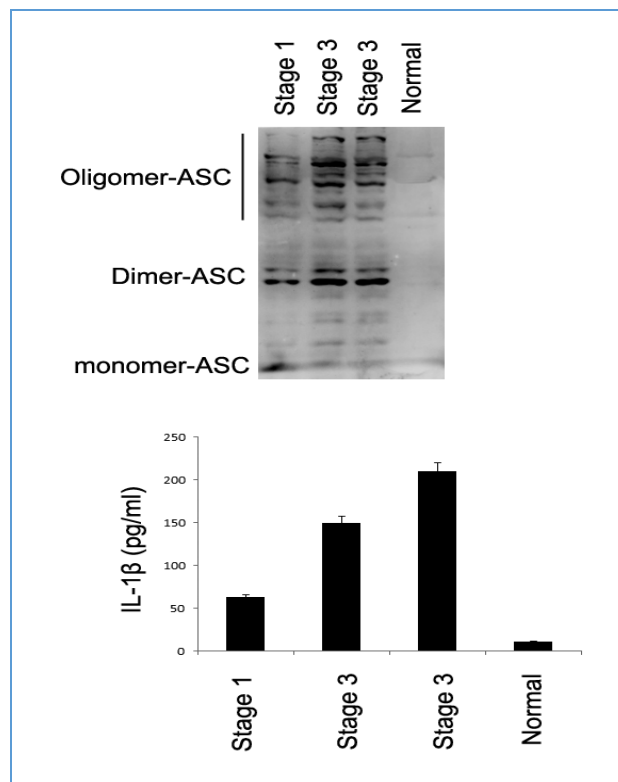 Stage 1
Stage 3
Stage 3
Normal
Oligomer-ASC
Dimer-ASC
monomer-ASC
IL-1β (pg/ml)
250
200
150
100
50
0
Stage 1
Stage 3
Stage 3
Normal